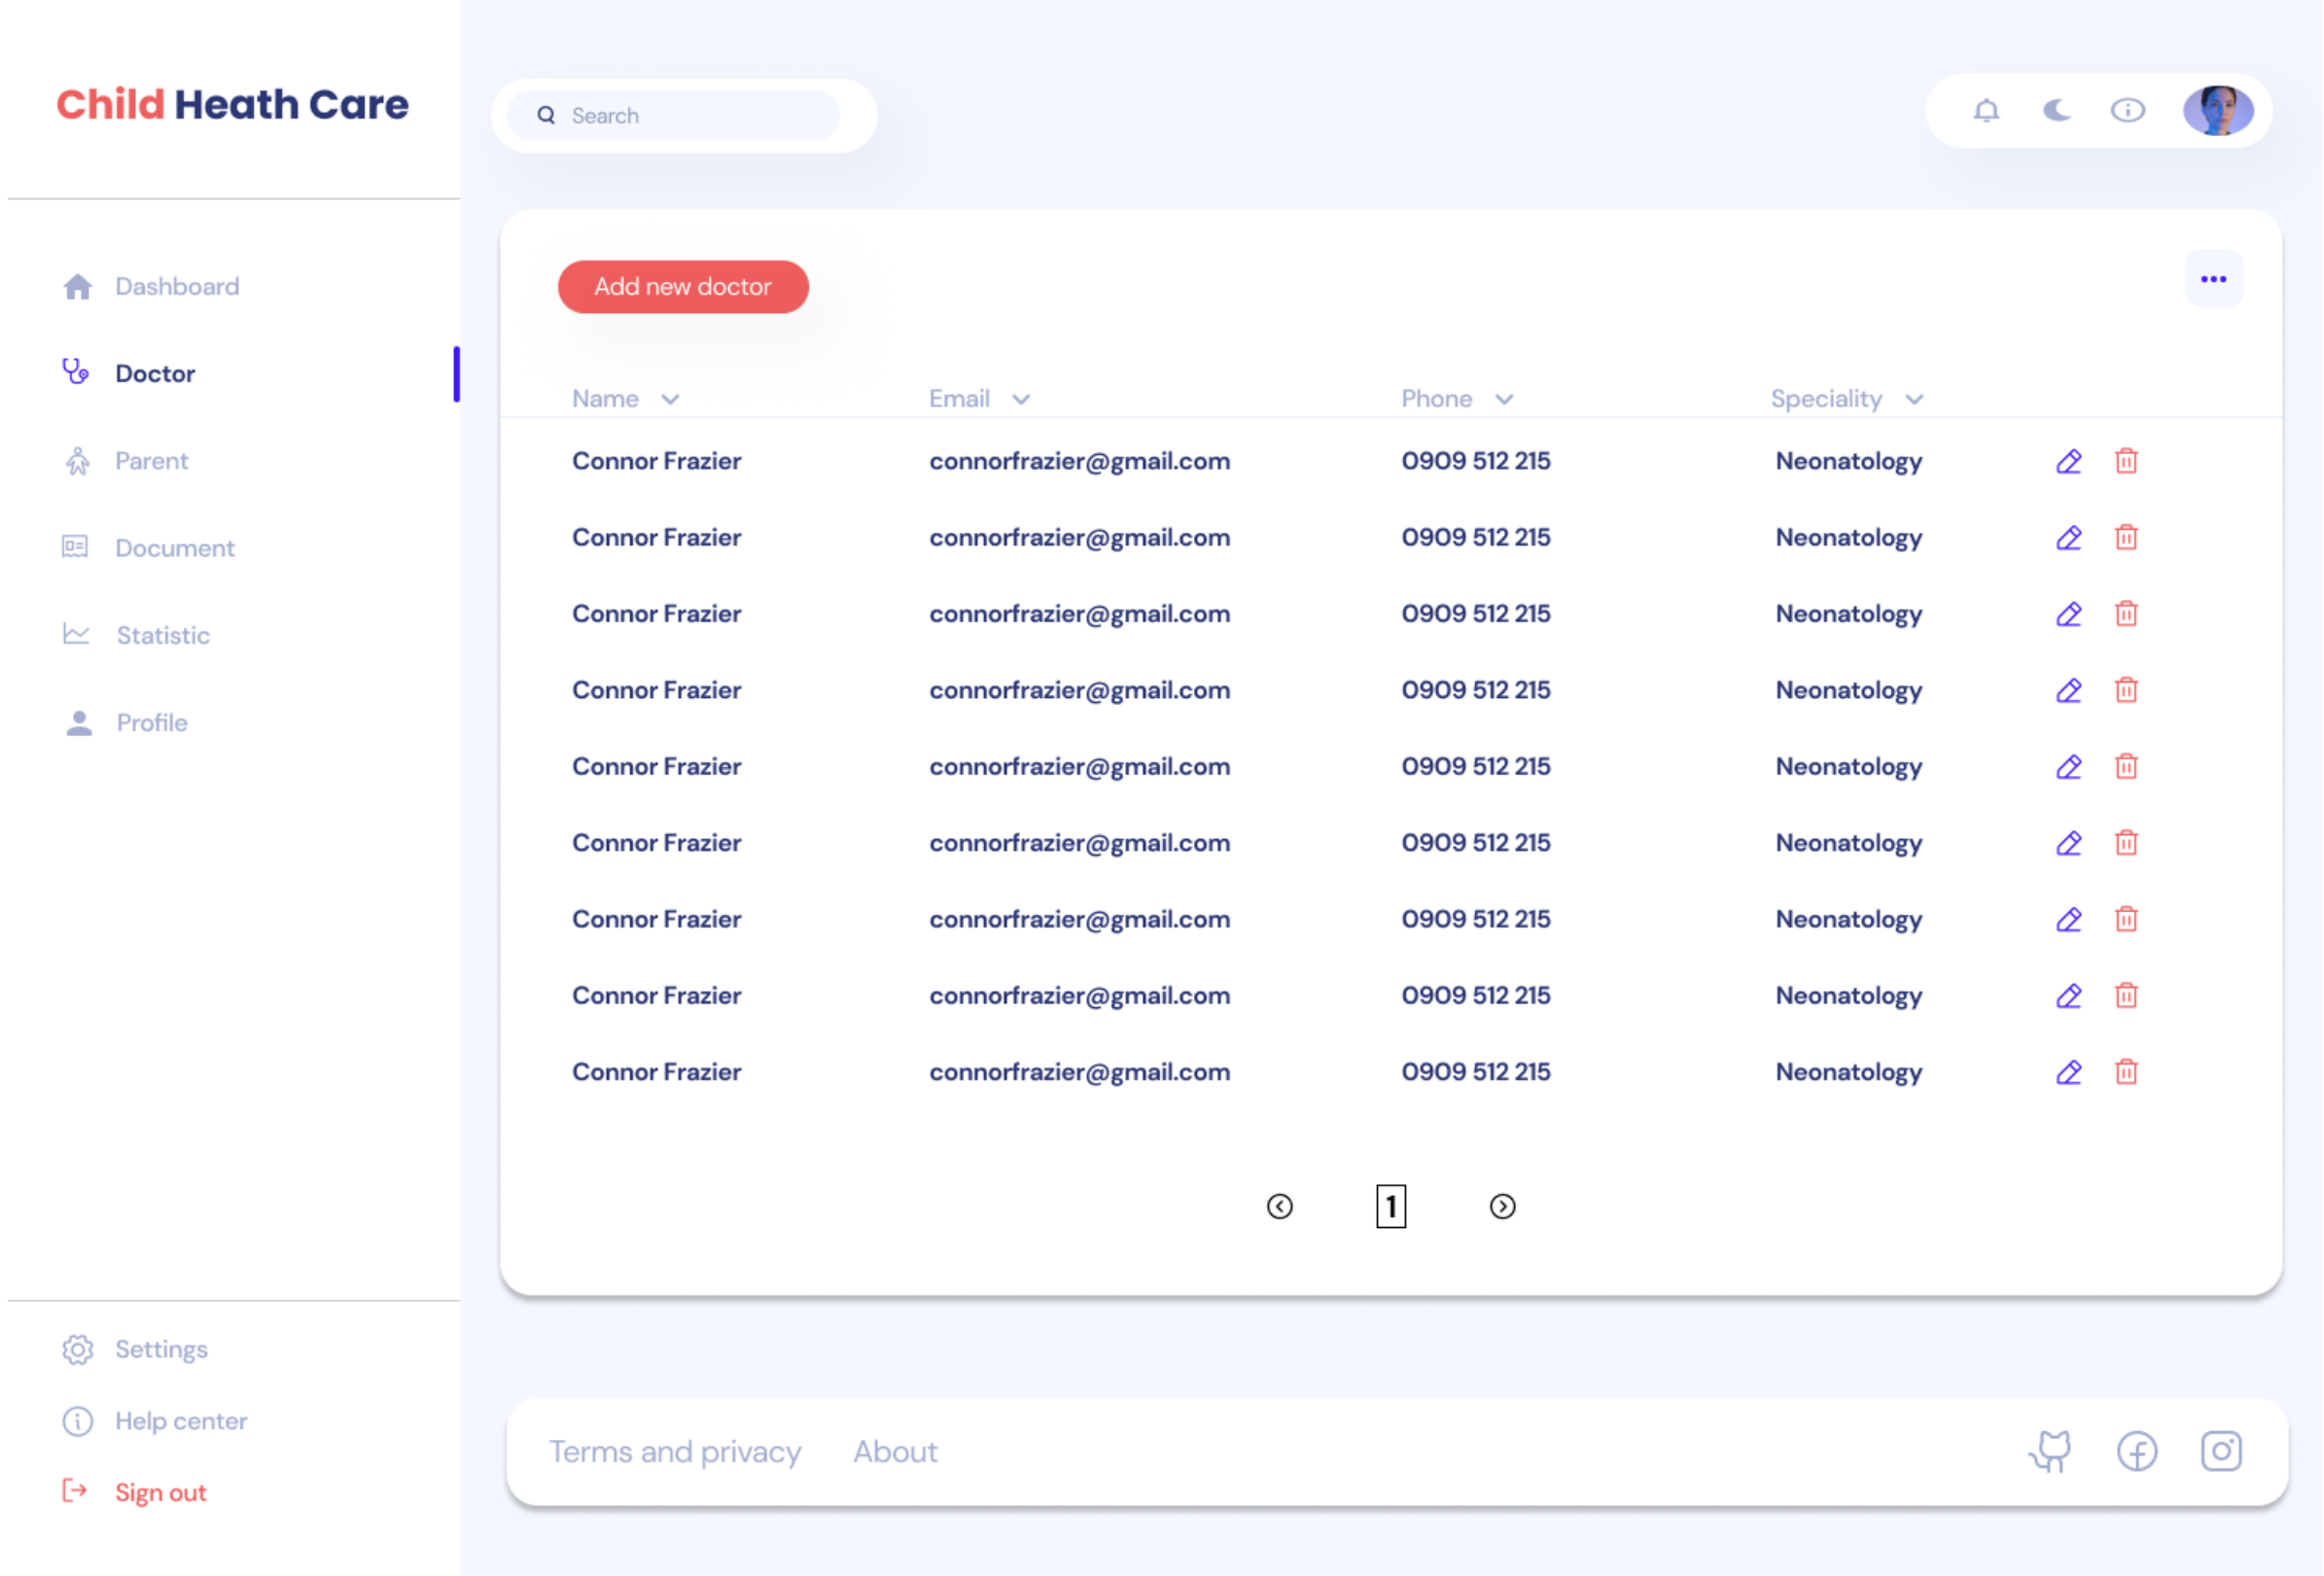 Child Heath Care
Search
Dashboard
Doctor
Parent
Document
Statistic
Profile
Settings
Help center
Sign out
Add new doctor
Name Email Phone Speciality
Connor Frazier connorfrazier@gmail.com 0909 512 215 Neonatology
Connor Frazier connorfrazier@gmail.com 0909 512 215 Neonatology
Connor Frazier connorfrazier@gmail.com 0909 512 215 Neonatology
Connor Frazier connorfrazier@gmail.com 0909 512 215 Neonatology
Connor Frazier connorfrazier@gmail.com 0909 512 215 Neonatology
Connor Frazier connorfrazier@gmail.com 0909 512 215 Neonatology
Connor Frazier connorfrazier@gmail.com 0909 512 215 Neonatology
Connor Frazier connorfrazier@gmail.com 0909 512 215 Neonatology
Connor Frazier connorfrazier@gmail.com 0909 512 215 Neonatology
1
Terms and privacy About